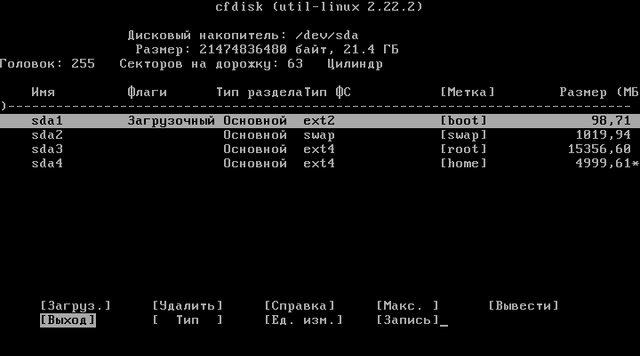 cfdisk (util-linux 2.22.2)
Дисковый накопитель: /dev/sda
Размер: 21474836480 байт, 21.4 ГБ
Головок: 255 Секторов на дорожку: 63 Цилиндр
Имя Флаги Тип разделаТип ФС [Метка] Размер (МБ
)------------------------------------------------------------------------------
sda1 Загрузочный Основной ext2 [boot] 98,71
sda2 Основной swap [swap] 1019,94
sda3 Основной ext4 [root] 15356,60
sda4 Основной ext4 [home] 4999,61*
[Загруз.] [Удалить] [Справка] [Макс. ] [Вывести]
[Выход] [ Тип ] [Ед. изм.] [Запись]_